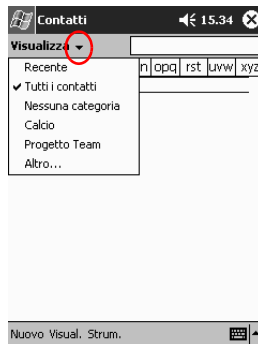 Contatti 15.34
Visualizza
Recente
n opq rst uvw xyz
Tutti i contatti
Nessuna categoria
Calcio
Progetto Team
Altro...
Nuovo Visual. Strum.